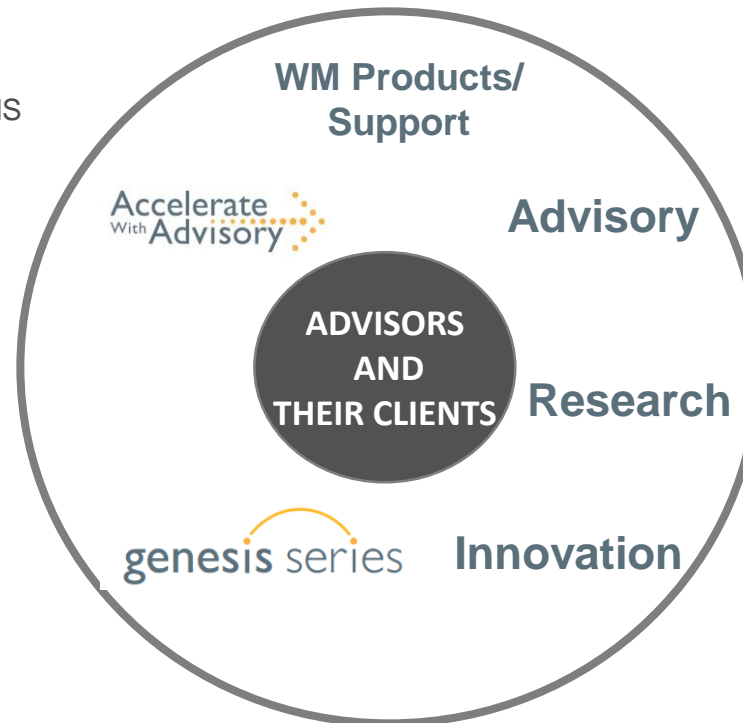 WM Products/
Support
Accelerate
With Advisory
Advisory
ADVISORS
AND
THEIR CLIENTS
Research
genesis series
Innovation